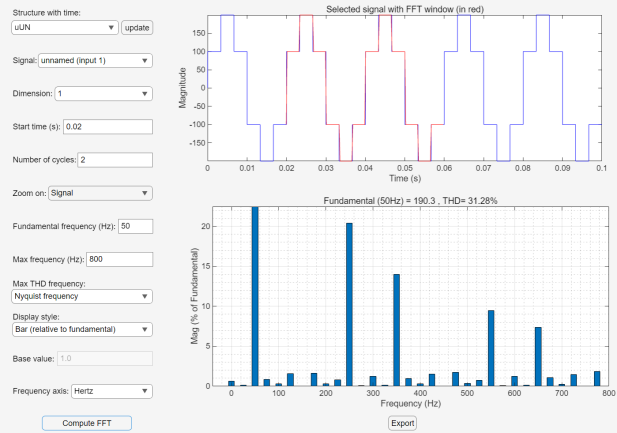 Structure with time:
uUN
update
Signal: unnamed (input 1)
Dimension: 1
Start time (s): 0.02
Number of cycles: 2
Zoom on: Signal
Fundamental frequency (Hz): 50
Max frequency (Hz): 800
Max THD frequency:
Nyquist frequency
Display style:
Bar (relative to fundamental)
Base value: 1.0
Frequency axis: Hertz
Compute FFT
Selected signal with FFT window (in red)
150
100
50
0
-50
-100
-150
Magnitude
0 0.01 0.02 0.03 0.04 0.05 0.06 0.07 0.08 0.09 0.1
Time (s)
Fundamental (50Hz) = 190.3 , THD= 31.28%
20
15
10
5
0
Mag (% of Fundamental)
0 100 200 300 400 500 600 700 800
Frequency (Hz)
Export